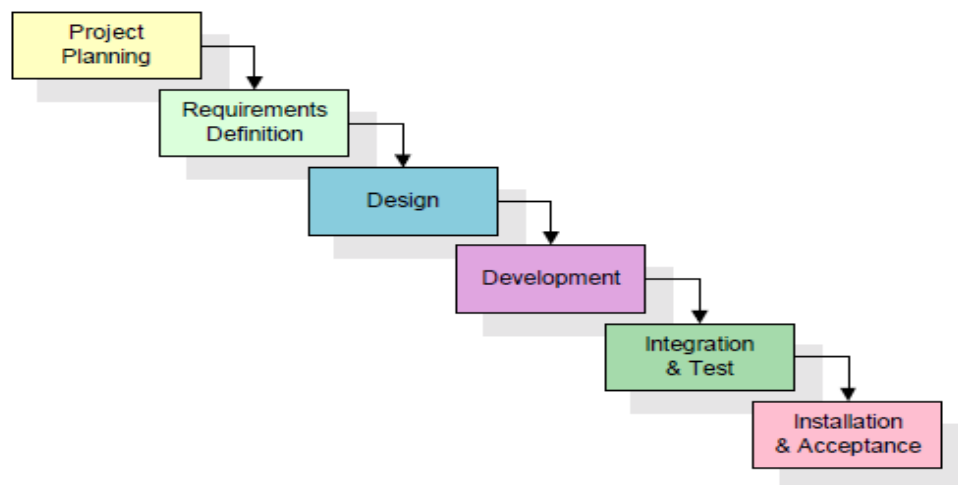 Project
Planning
Requirements
Definition
Design
Development
Integration
& Test
Installation
& Acceptance